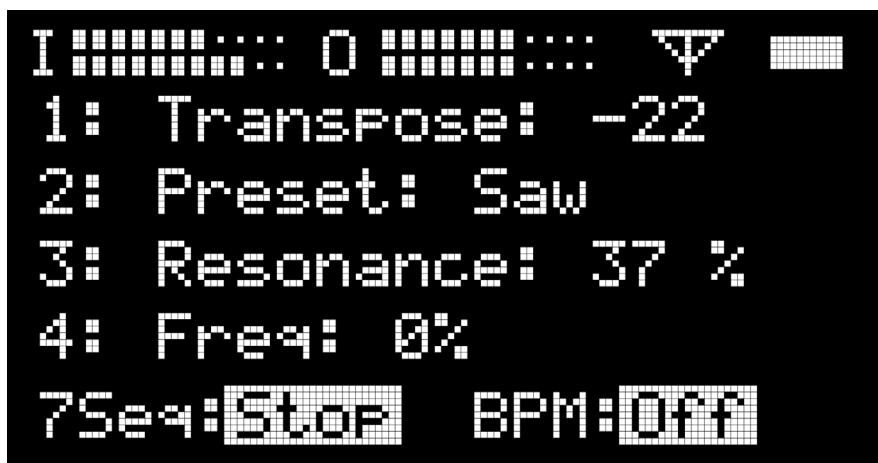 I O
1: Transpose: -22
2: Preset: Saw
3: Resonance: 37 %
4: Freq: 0%
7Seq:Stop BPM:Off